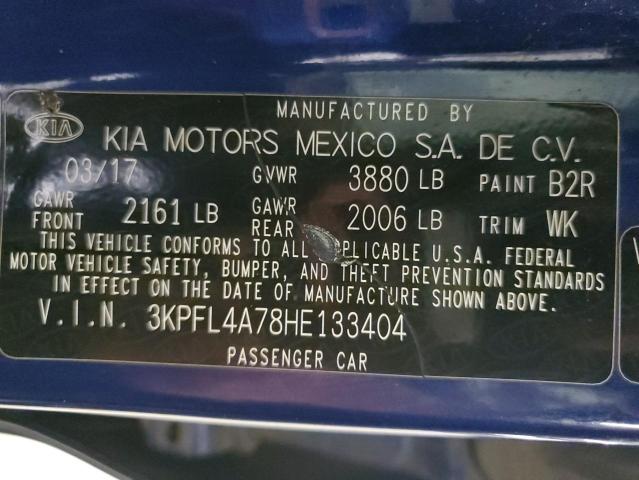 MANUFACTURED BY
KIA KIA MOTORS MEXICO S.A. DE C.V.
03/17 GVWR 3880 LB PAINT B2R
GAWR FRONT 2161 LB GAWR REAR 2006 LB TRIM WK
THIS VEHICLE CONFORMS TO ALL APPLICABLE U.S.A. FEDERAL
MOTOR VEHICLE SAFETY, BUMPER, AND THEFT PREVENTION STANDARDS
IN EFFECT ON THE DATE OF MANUFACTURE SHOWN ABOVE.
V.I.N. 3KPFL4A78HE133404
PASSENGER CAR